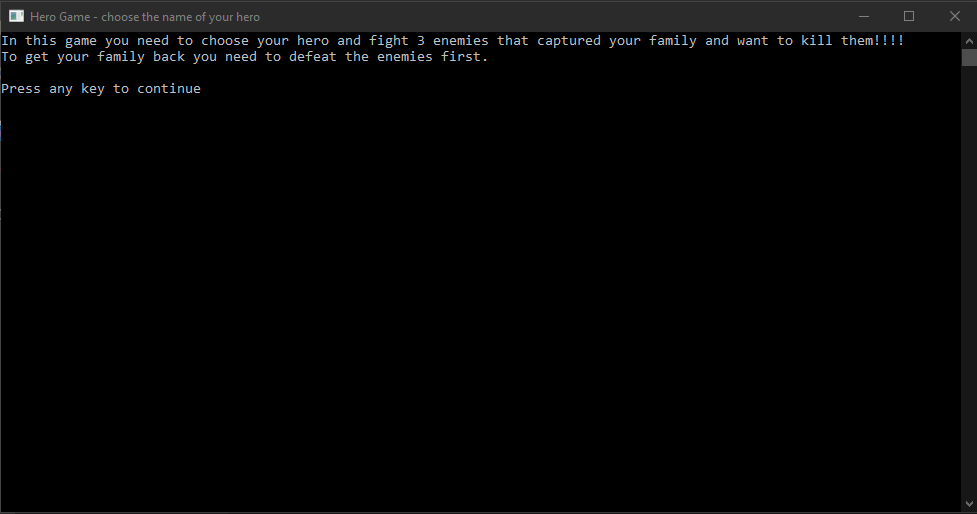 Hero Game - choose the name of your hero
In this game you need to choose your hero and fight 3 enemies that captured your family and want to kill them!!!!
To get your family back you need to defeat the enemies first.
Press any key to continue